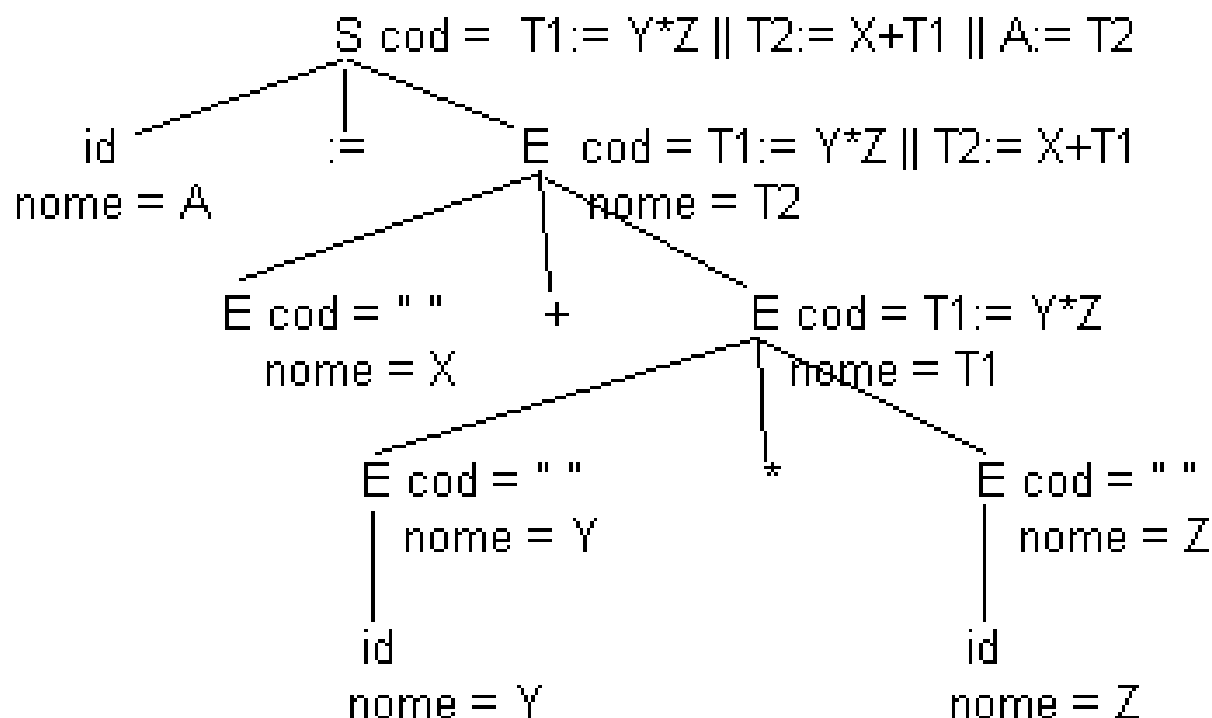 S cod = T1:= Y*Z || T2:= X+T1 || A:= T2
id := E cod = T1:= Y*Z || T2:= X+T1
nome = A nome = T2
E cod = " " + E cod = T1:= Y*Z
nome = X nome = T1
E cod = " " * E cod = " "
nome = Y nome = Z
id id
nome = Y nome = Z